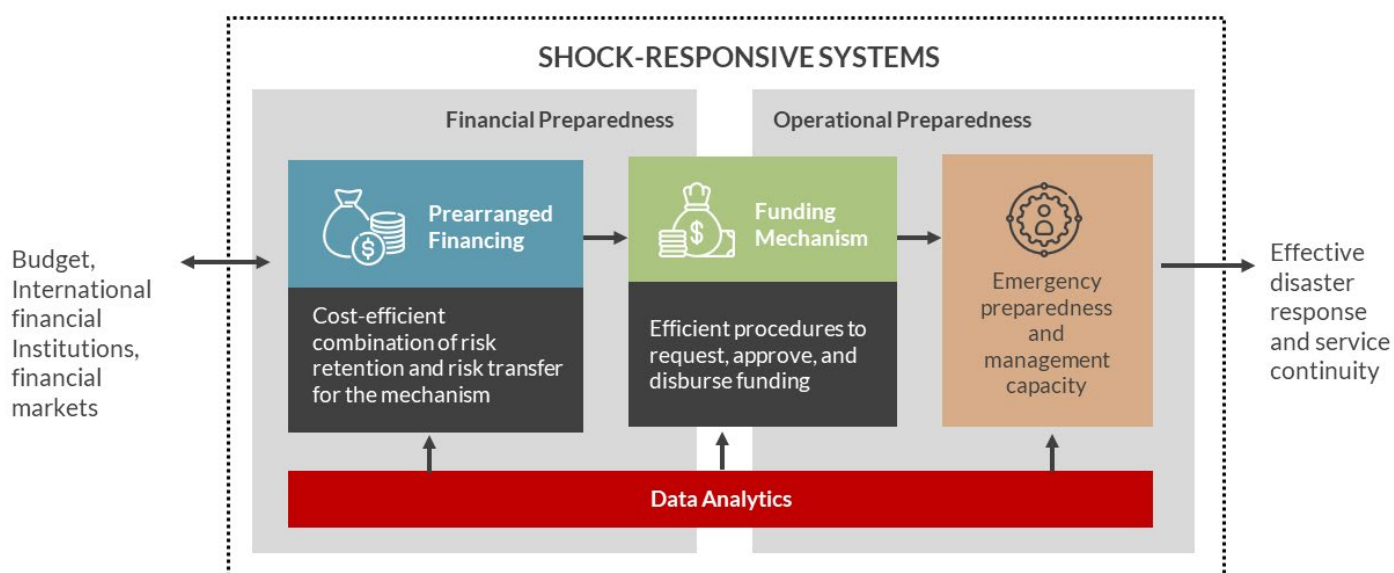 SHOCK-RESPONSIVE SYSTEMS
Financial Preparedness
Operational Preparedness
Budget,
International
financial
Institutions,
financial
markets
Prearranged
Financing
Cost-efficient
combination of risk
retention and risk transfer
for the mechanism
$
Funding
Mechanism
$
Efficient procedures to
request, approve, and
disburse funding
Emergency
preparedness
and
management
capacity
Effective
disaster
response
and service
continuity
Data Analytics